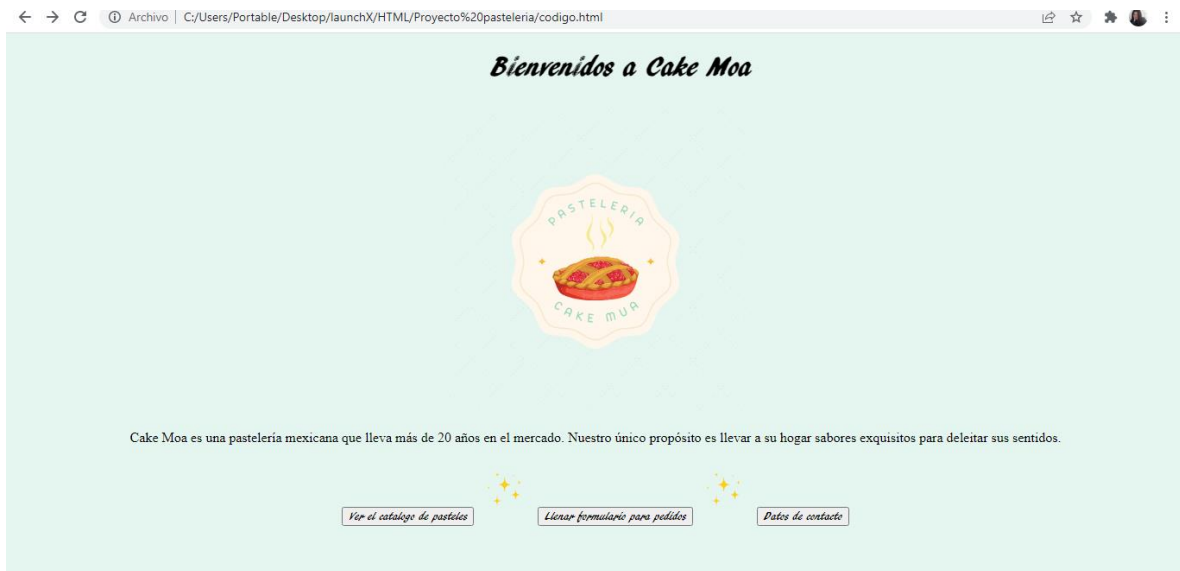 Archivo | C:/Users/Portable/Desktop/launchX/HTML/Proyecto%20pasteleria/codigo.html
Bienvenidos a Cake Moa
PASTELERIA
CAKE MUA
Cake Moa es una pastelería mexicana que lleva más de 20 años en el mercado. Nuestro único propósito es llevar a su hogar sabores exquisitos para deleitar sus sentidos.
Ver el catalogo de pasteles
Llenar formulario para pedidos
Datos de contacto